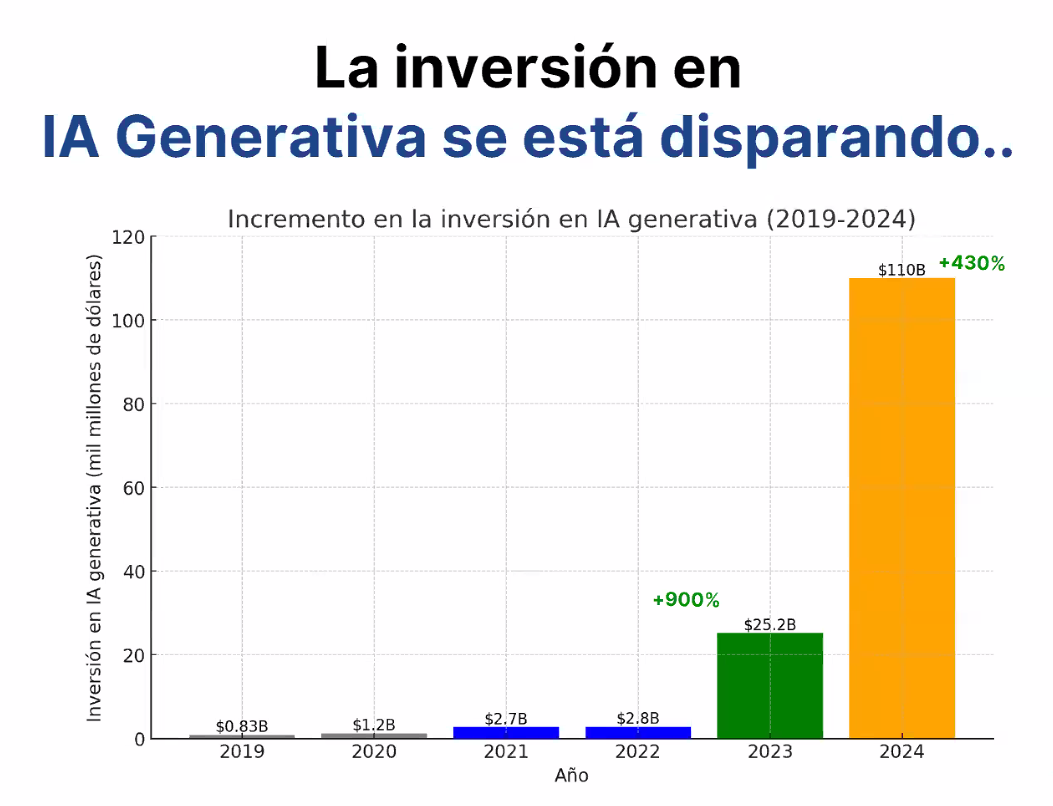 La inversión en
IA Generativa se está disparando..
Incremento en la inversión en IA generativa (2019-2024)
Inversión en IA generativa (mil millones de dólares)
120
100
80
60
40
20
0
$0.83B
$1.2B
$2.7B
$2.8B
+900%
$25.2B
$110B
+430%
2019
2020
2021
2022
2023
2024
Año